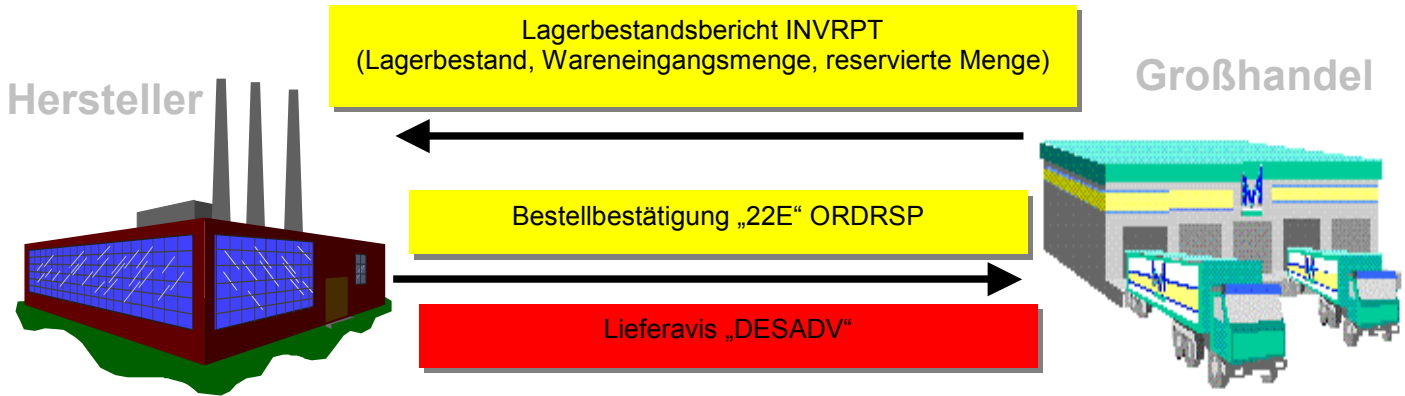 Lagerbestandsbericht INVRPT
(Lagerbestand, Wareneingangsmenge, reservierte Menge)
Hersteller
Großhandel
Bestellbestätigung „22E“ ORDRSP
Lieferavis „DESADV“